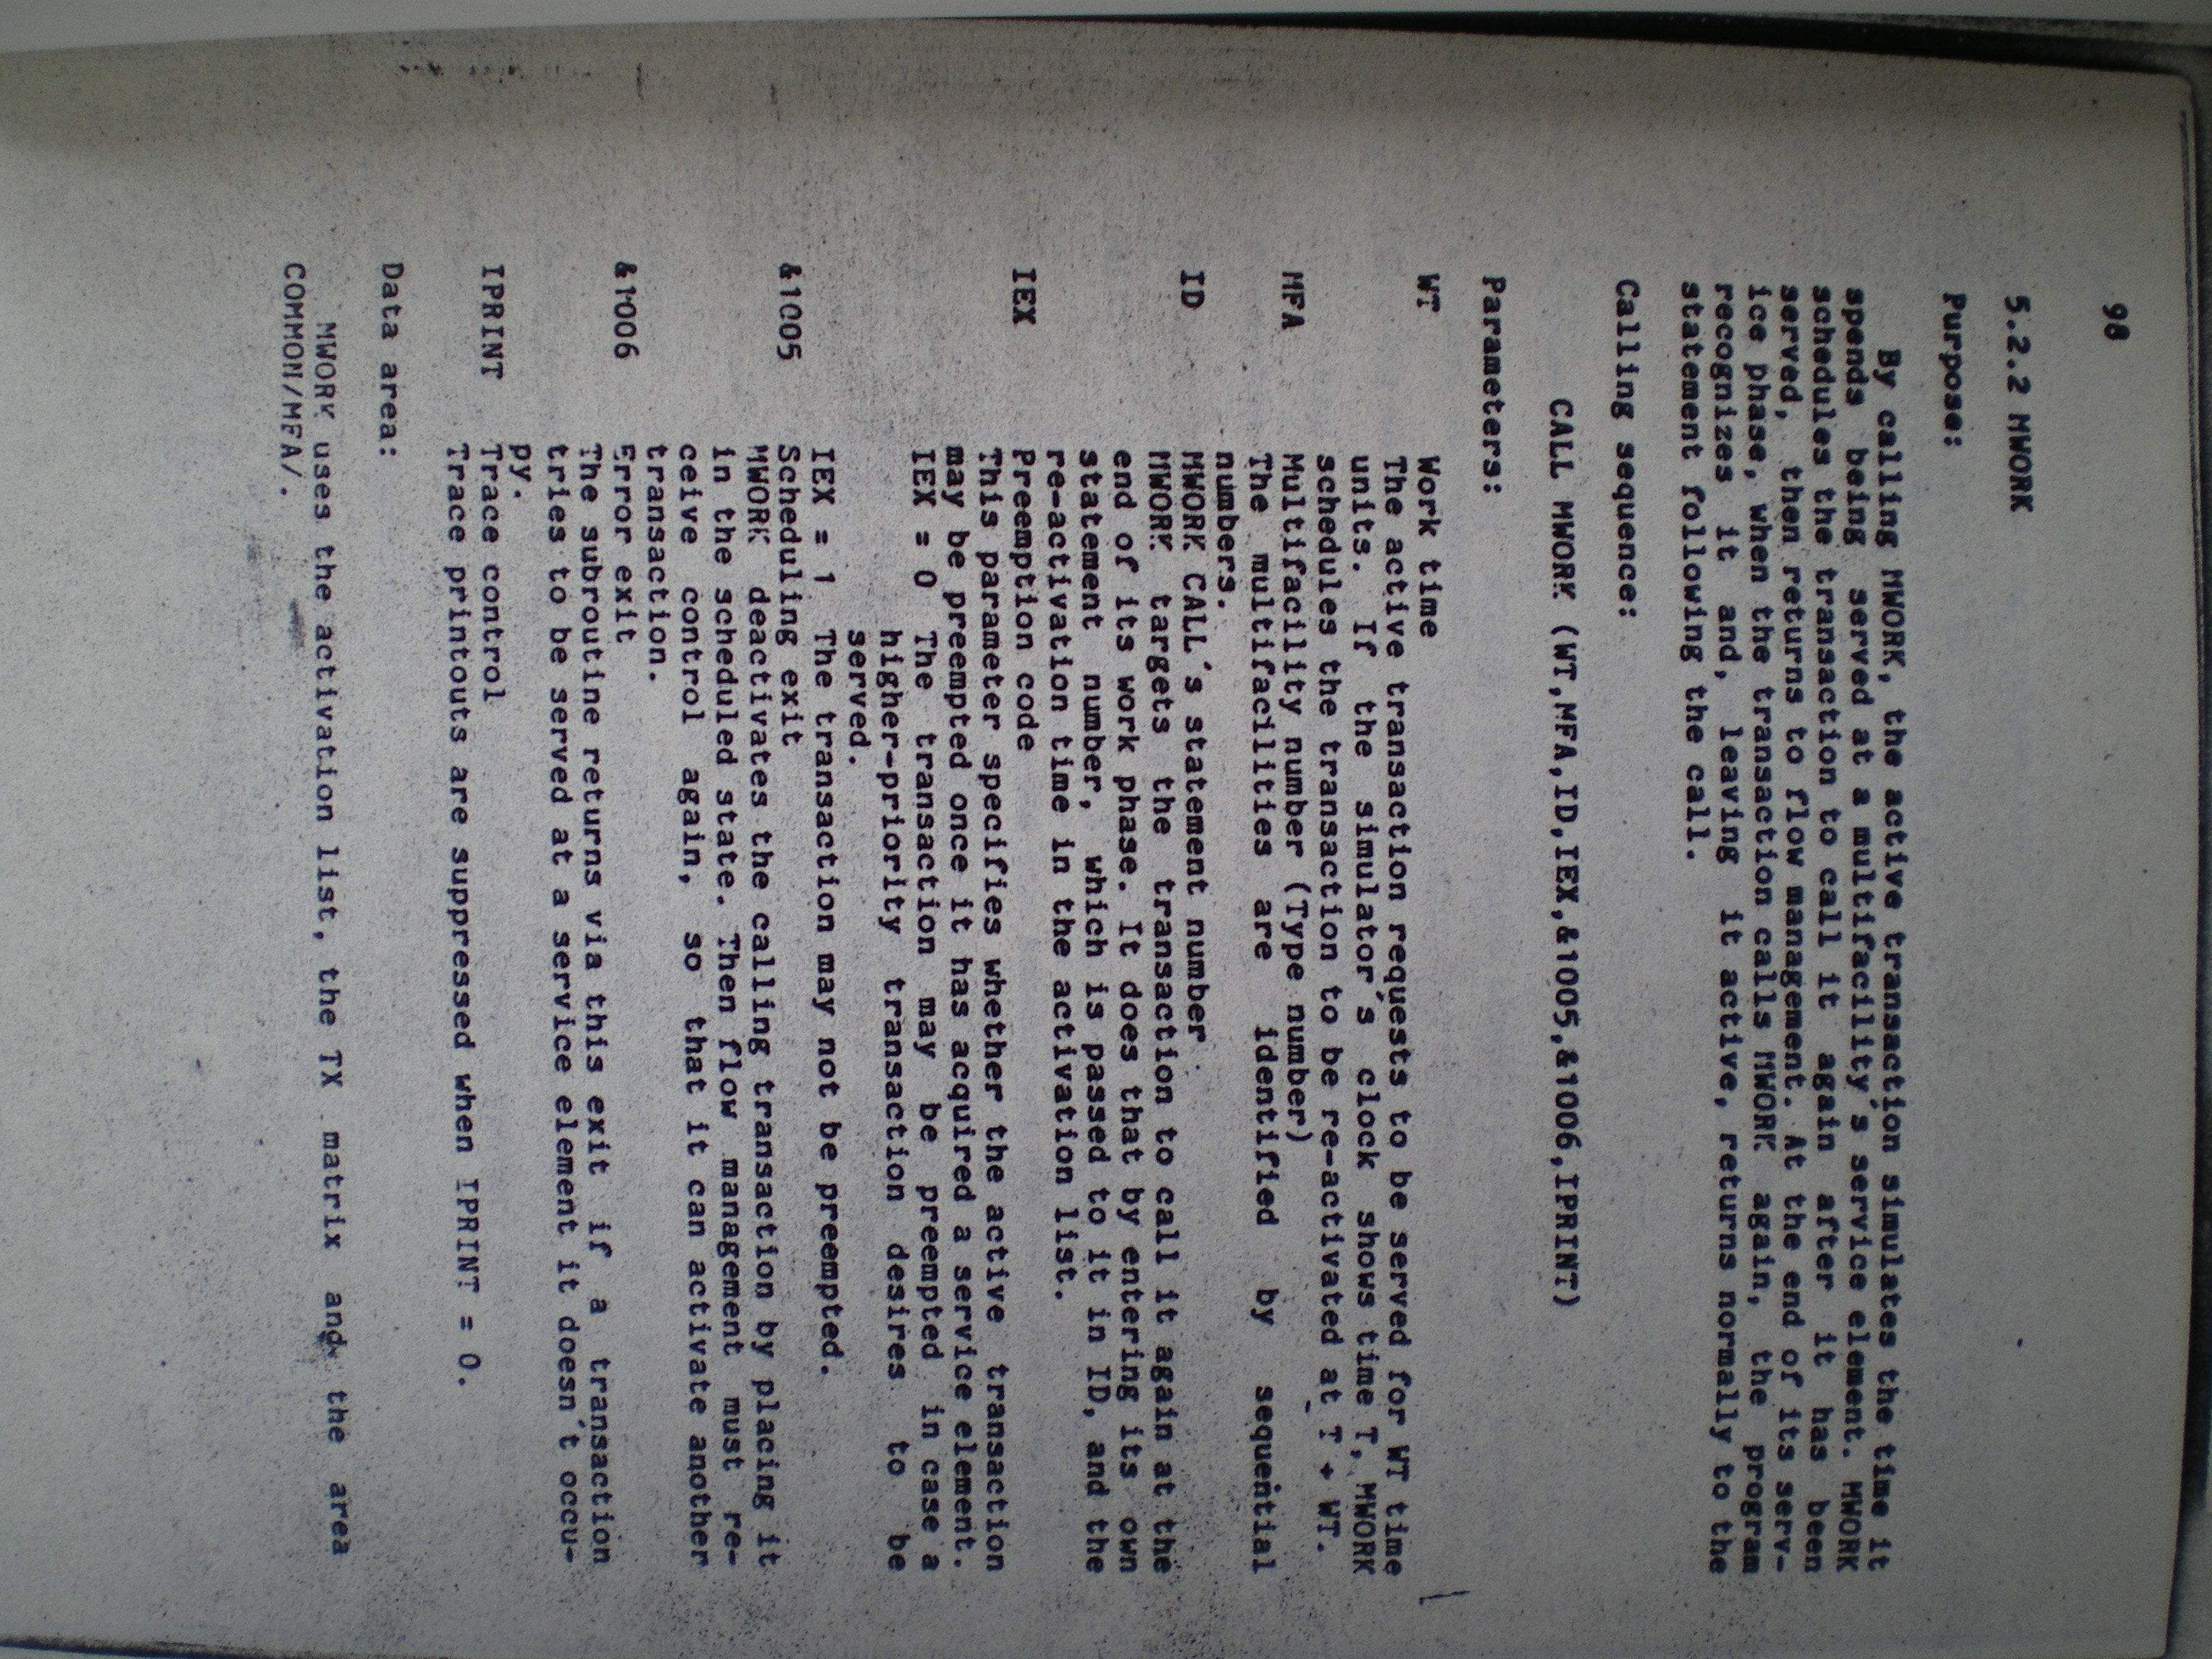 98
5.2.2 MWORK
Purpose:
By calling MWORK, the active transaction simulates the time it
spends being served at a multifacility's service element. MWORK
schedules the transaction to call it again after it has been
served, then returns to flow management. At the end of its serv-
ice phase, when the transaction calls MWORK again, the program
recognizes it and, leaving it active, returns normally to the
statement following the call.
Calling sequence:
CALL MWORK (WT,MFA,ID,IEX,&1005,&1006,IPRINT)
Parameters:
WT Work time
The active transaction requests to be served for WT time
units. If the simulator's clock shows time T, MWORK
schedules the transaction to be re-activated at T + WT.
MFA Multifacility number (Type number)
The multifacilities are identified by sequential
numbers.
ID MWORK CALL's statement number
MWORK targets the transaction to call it again at the
end of its work phase. It does that by entering its own
statement number, which is passed to it in ID, and the
re-activation time in the activation list.
IEX Preemption code
This parameter specifies whether the active transaction
may be preempted once it has acquired a service element.
IEX = 0 The transaction may be preempted in case a
higher-priority transaction desires to be
served.
IEX = 1 The transaction may not be preempted.
&1005 Scheduling exit
MWORK deactivates the calling transaction by placing it
in the scheduled state. Then flow management must re-
ceive control again, so that it can activate another
transaction.
&1006 Error exit
The subroutine returns via this exit if a transaction
tries to be served at a service element it doesn't occu-
py.
IPRINT Trace control
Trace printouts are suppressed when IPRINT = 0.
Data area:
MWORK uses the activation list, the TX matrix and the area
COMMON/MFA/.